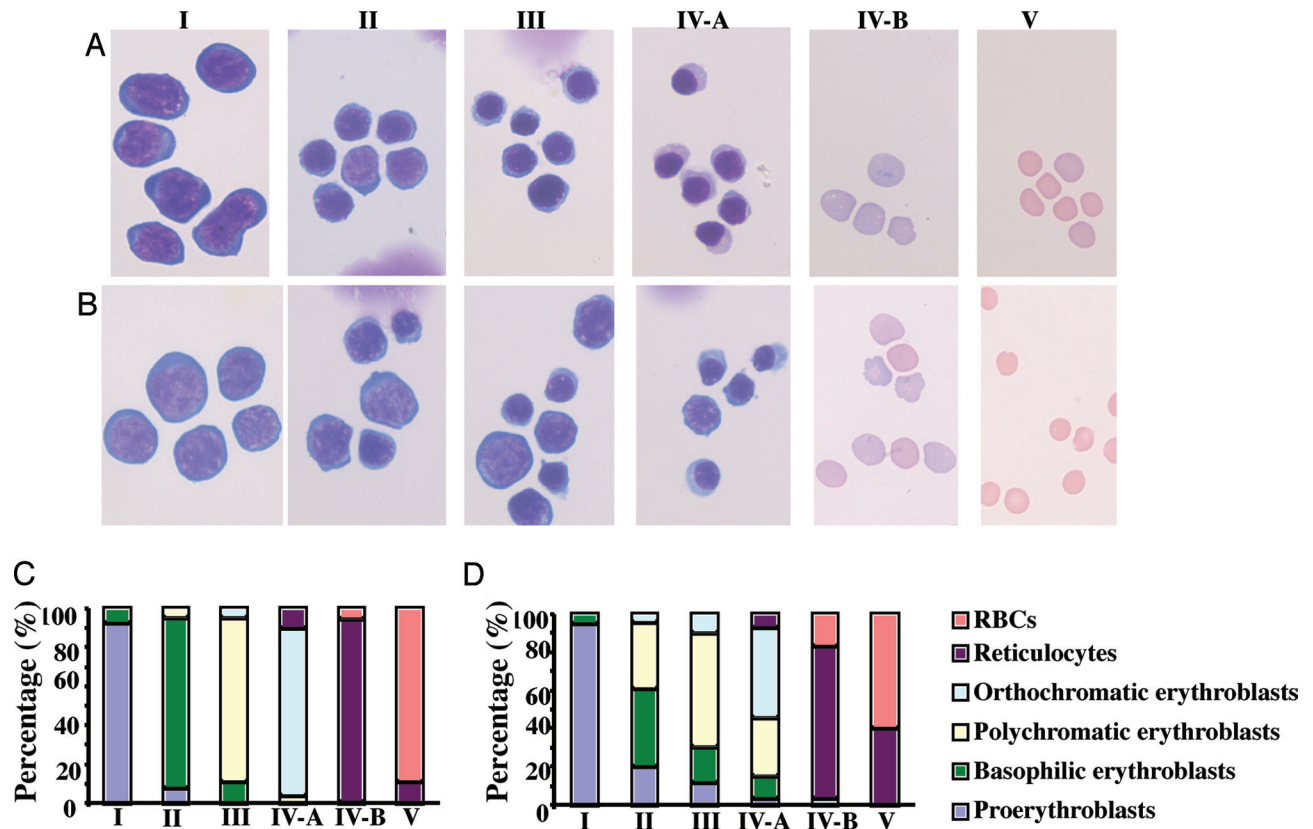 I II III IV-A IV-B V
A
B
C
D
Percentage (%)
100
80
60
40
20
0
I II III IV-A IV-B V
Percentage (%)
100
80
60
40
20
0
I II III IV-A IV-B V
RBCs
Reticulocytes
Orthochromatic erythroblasts
Polychromatic erythroblasts
Basophilic erythroblasts
Proerythroblasts